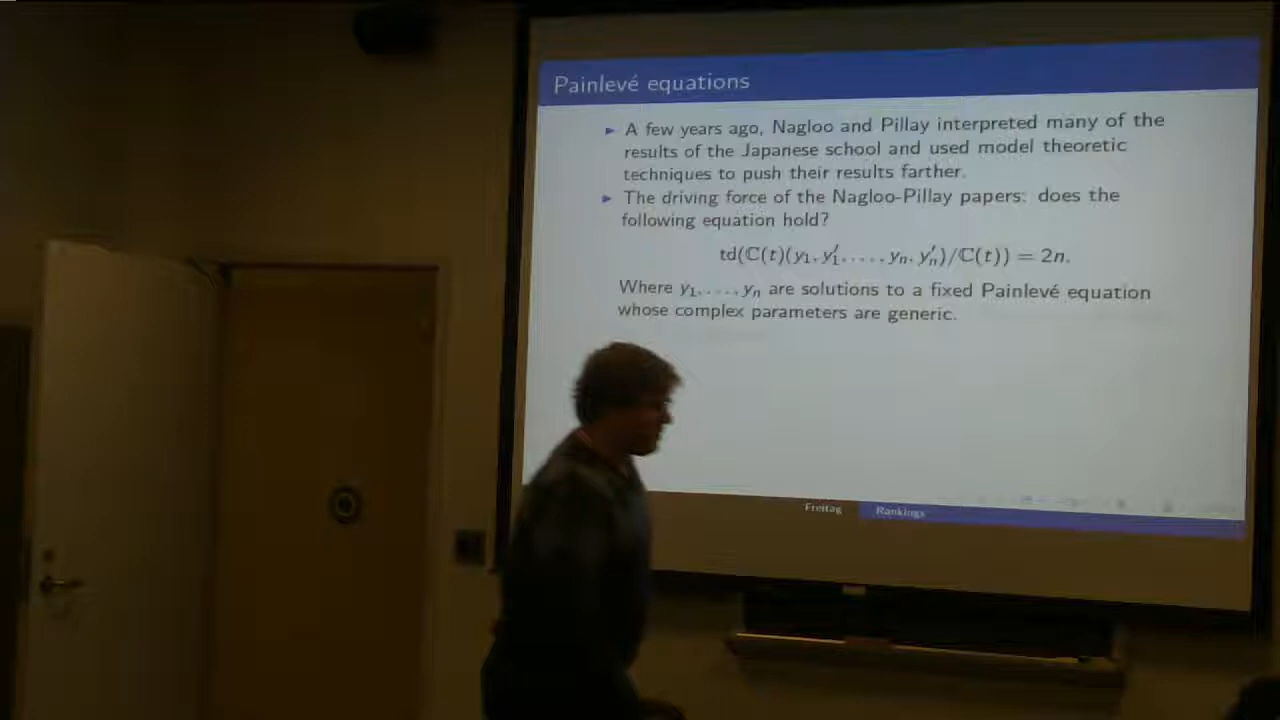 Painlevé equations
► A few years ago, Nagloo and Pillay interpreted many of the
results of the Japanese school and used model theoretic
techniques to push their results farther.
► The driving force of the Nagloo-Pillay papers: does the
following equation hold?
td(ℂ(t)(y₁, y₁′, . . . , yₙ, yₙ′)/ℂ(t)) = 2n.
Where y₁, . . . , yₙ are solutions to a fixed Painlevé equation
whose complex parameters are generic.
Freitag Rankings